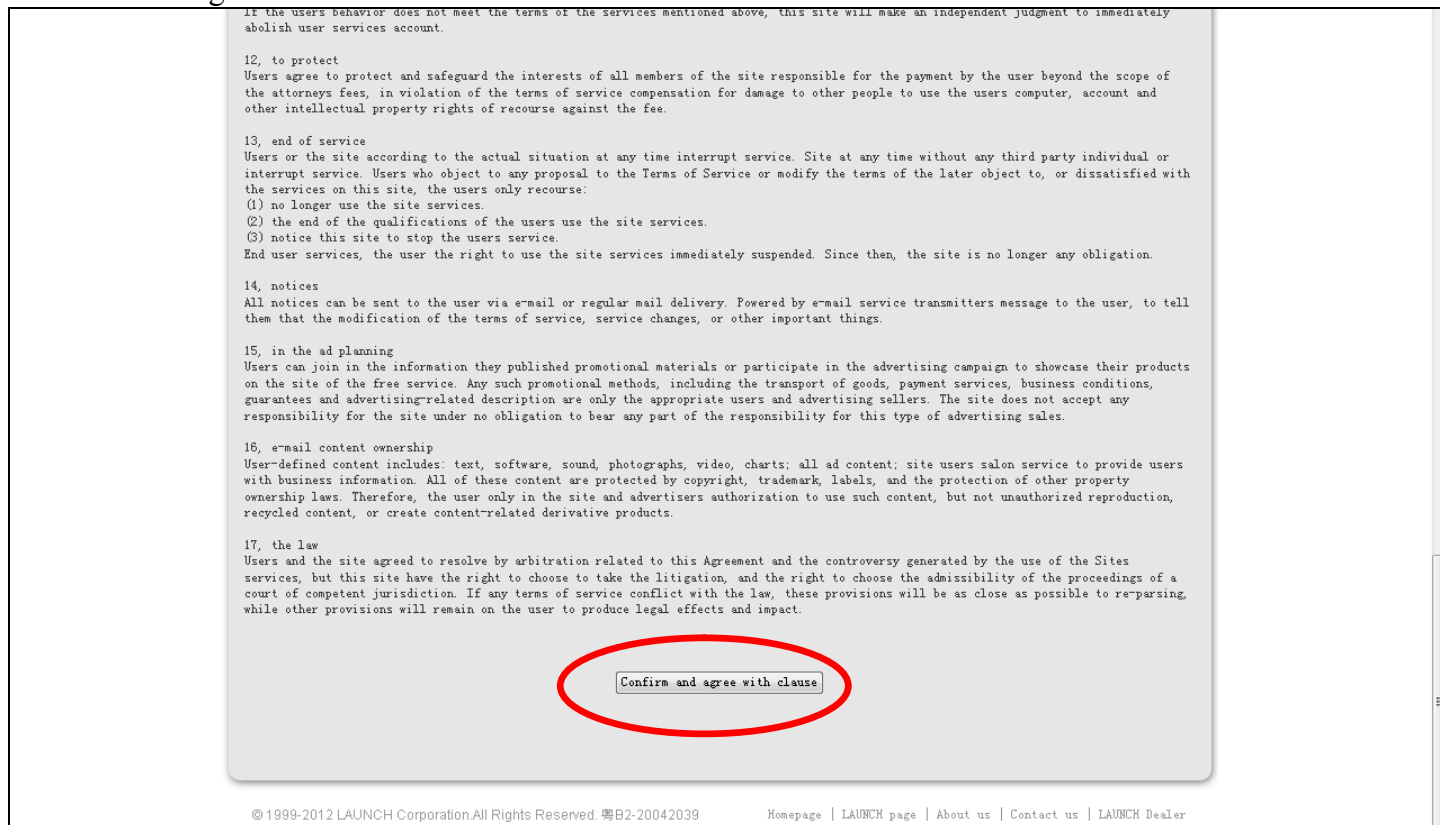 If the users behavior does not meet the terms of the services mentioned above, this site will make an independent judgment to immediately
abolish user services account.
12, to protect
Users agree to protect and safeguard the interests of all members of the site responsible for the payment by the user beyond the scope of
the attorneys fees, in violation of the terms of service compensation for damage to other people to use the users computer, account and
other intellectual property rights of recourse against the fee.
13, end of service
Users or the site according to the actual situation at any time interrupt service. Site at any time without any third party individual or
interrupt service. Users who object to any proposal to the Terms of Service or modify the terms of the later object to, or dissatisfied with
the services on this site, the users only recourse:
(1) no longer use the site services.
(2) the end of the qualifications of the users use the site services.
(3) notice this site to stop the users service.
End user services, the user the right to use the site services immediately suspended. Since then, the site is no longer any obligation.
14, notices
All notices can be sent to the user via e-mail or regular mail delivery. Powered by e-mail service transmitters message to the user, to tell
them that the modification of the terms of service, service changes, or other important things.
15, in the ad planning
Users can join in the information they published promotional materials or participate in the advertising campaign to showcase their products
on the site of the free service. Any such promotional methods, including the transport of goods, payment services, business conditions,
guarantees and advertising-related description are only the appropriate users and advertising sellers. The site does not accept any
responsibility for the site under no obligation to bear any part of the responsibility for this type of advertising sales.
16, e-mail content ownership
User-defined content includes: text, software, sound, photographs, video, charts; all ad content; site users salon service to provide users
with business information. All of these content are protected by copyright, trademark, labels, and the protection of other property
ownership laws. Therefore, the user only in the site and advertisers authorization to use such content, but not unauthorized reproduction,
recycled content, or create content-related derivative products.
17, the law
Users and the site agreed to resolve by arbitration related to this Agreement and the controversy generated by the use of the Sites
services, but this site have the right to choose to take the litigation, and the right to choose the admissibility of the proceedings of a
court of competent jurisdiction. If any terms of service conflict with the law, these provisions will be as close as possible to re-parsing,
while other provisions will remain on the user to produce legal effects and impact.
Confirm and agree with clause
© 1999-2012 LAUNCH Corporation.All Rights Reserved. 粤B2-20042039 Homepage | LAUNCH page | About us | Contact us | LAUNCH Dealer